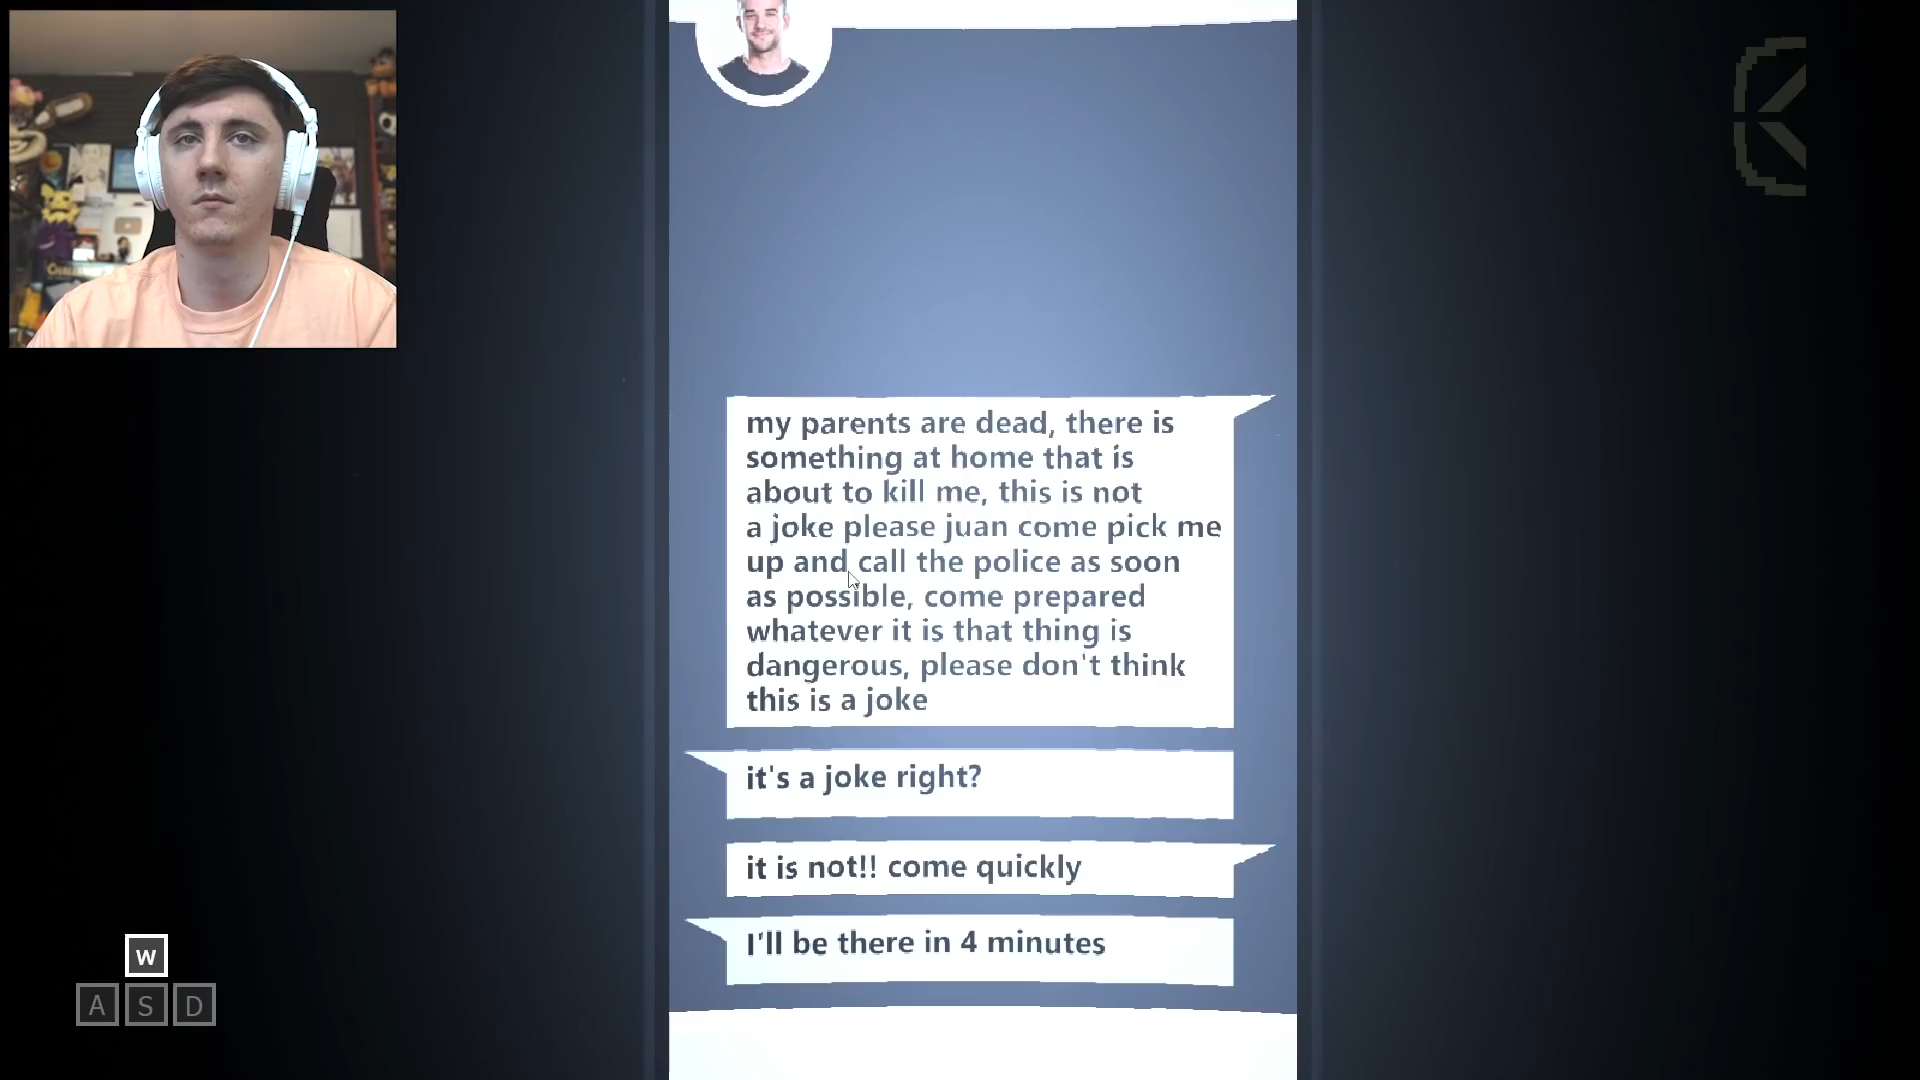 my parents are dead, there is
something at home that is
about to kill me, this is not
a joke please juan come pick me
up and call the police as soon
as possible, come prepared
whatever it is that thing is
dangerous, please don't think
this is a joke
it's a joke right?
it is not!! come quickly
I'll be there in 4 minutes
W
A S D